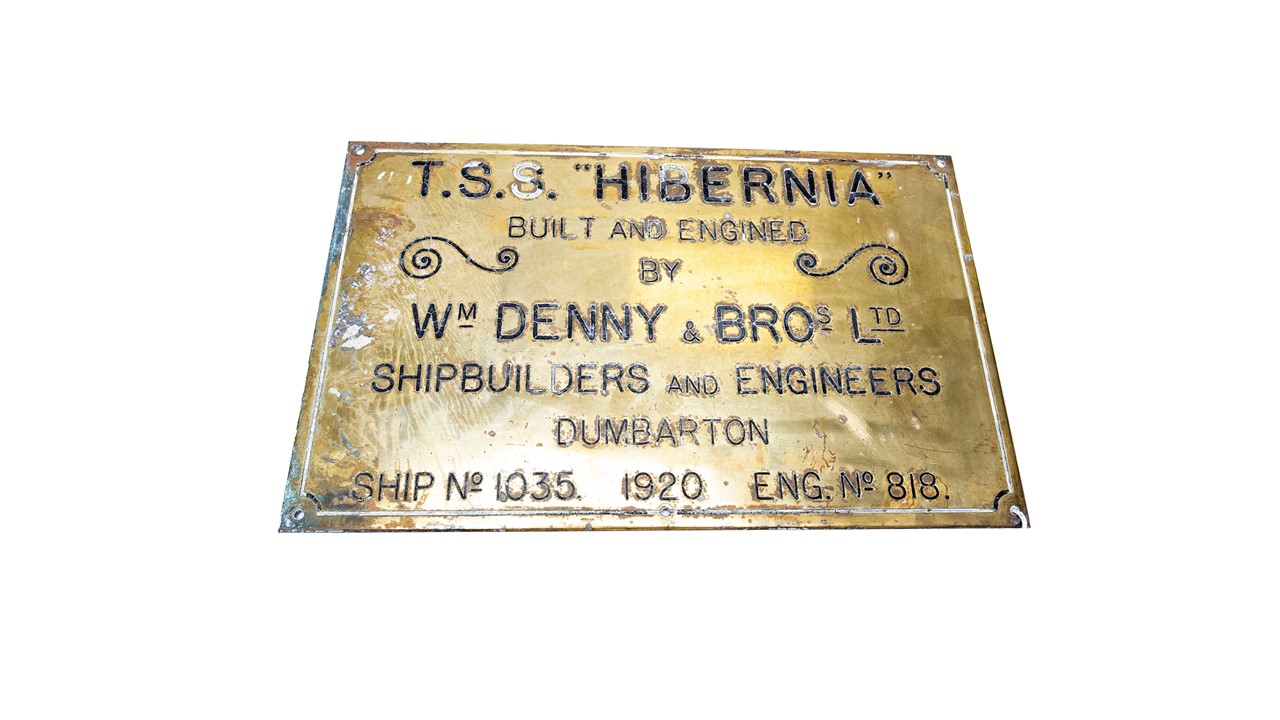 T.S.S. "HIBERNIA"
BUILT AND ENGINED
BY
WM DENNY & BROS LTD
SHIPBUILDERS AND ENGINEERS
DUMBARTON
SHIP Nº 1035. 1920 ENG. Nº 818.